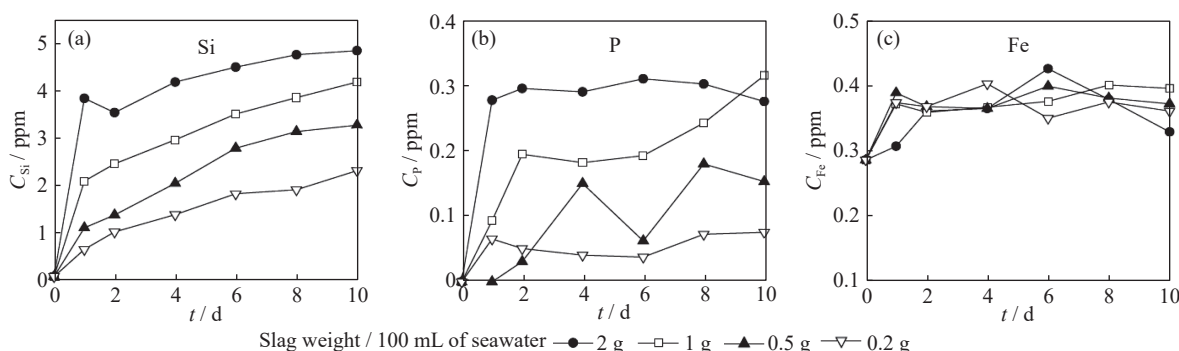 (a) Si
5
4
3
2
1
0
C_Si / ppm
0 2 4 6 8 10
t / d
(b) P
0.4
0.3
0.2
0.1
0
C_P / ppm
0 2 4 6 8 10
t / d
(c) Fe
0.5
0.4
0.3
0.2
0.1
C_Fe / ppm
0 2 4 6 8 10
t / d
Slag weight / 100 mL of seawater 2 g 1 g 0.5 g 0.2 g